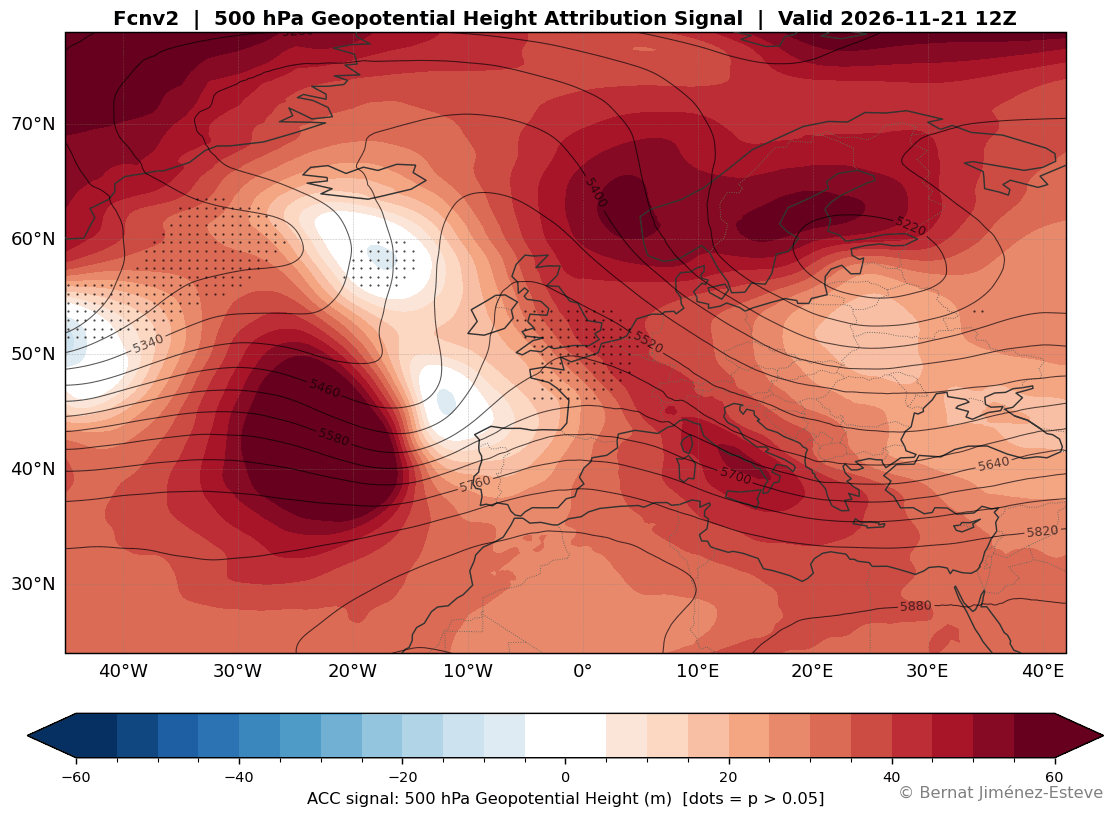 Fcnv2 | 500 hPa Geopotential Height Attribution Signal | Valid 2026-11-21 12Z
70°N
60°N
50°N
40°N
30°N
5400
5220
5340
5520
5460
5580
5760
5700
5640
5820
5880
40°W 30°W 20°W 10°W 0° 10°E 20°E 30°E 40°E
−60 −40 −20 0 20 40 60
ACC signal: 500 hPa Geopotential Height (m) [dots = p > 0.05]
© Bernat Jiménez-Esteve